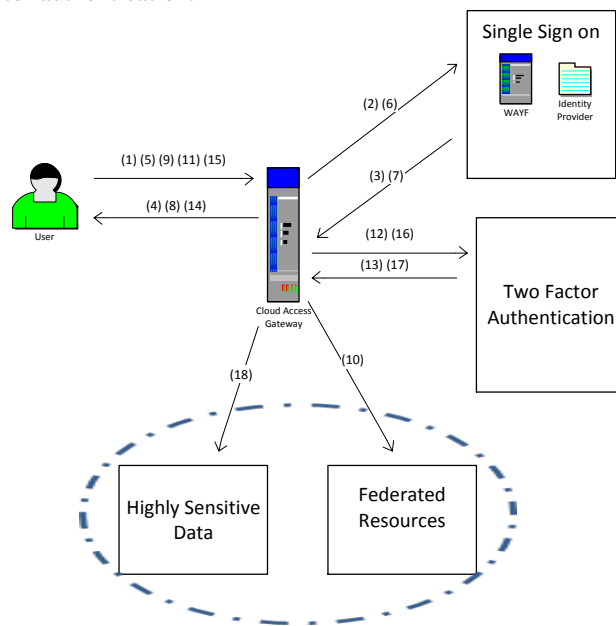 Single Sign on
WAYF
Identity
Provider
(2) (6)
(1) (5) (9) (11) (15)
(3) (7)
(4) (8) (14)
User
(12) (16)
(13) (17)
Two Factor
Authentication
Cloud Access
Gateway
(18)
(10)
Highly Sensitive
Data
Federated
Resources